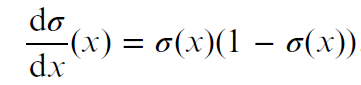 dσ/dx (x) = σ(x)(1 − σ(x))